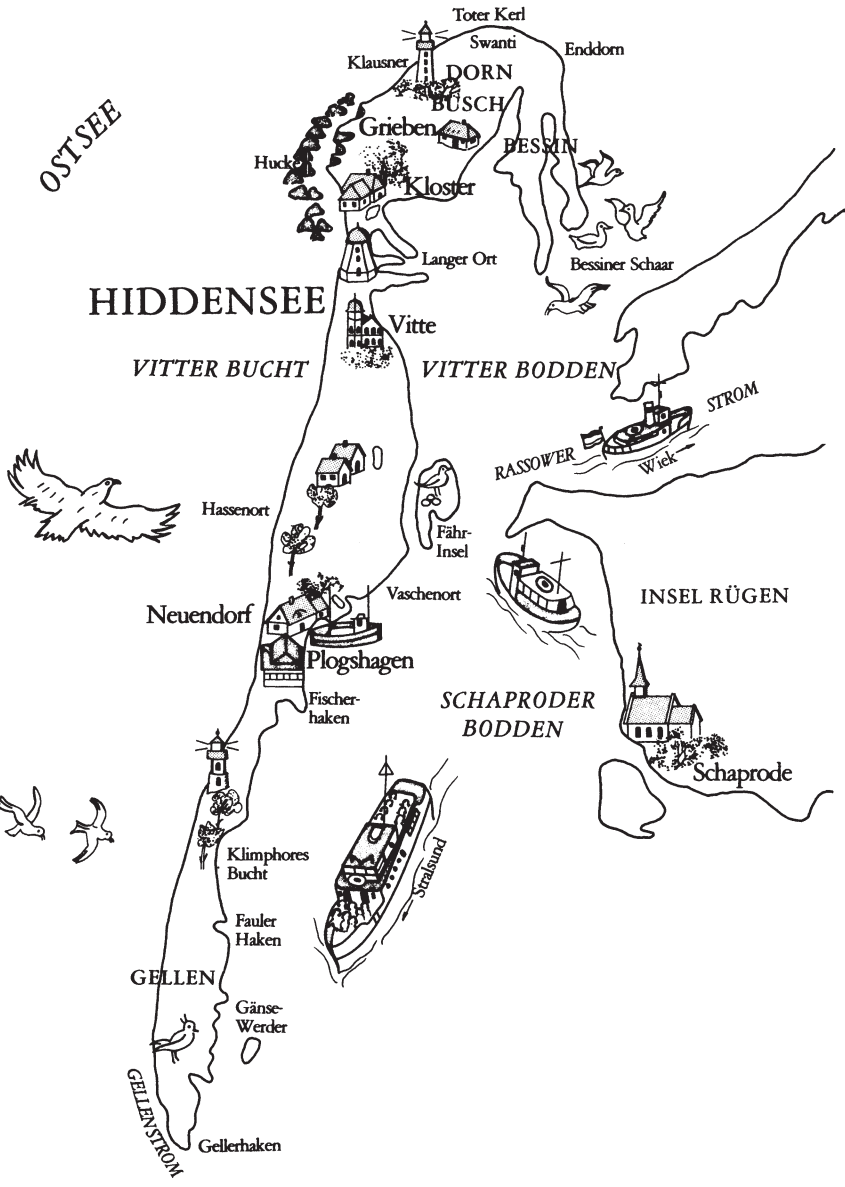 Toter Kerl
Swanti
Enddorn
Klausner
DORN
BUSCH
OSTSEE
Grieben
BESSIN
Hucke
Kloster
Langer Ort
Bessiner Schaar
HIDDENSEE
Vitte
VITTER BUCHT
VITTER BODDEN
STROM
RASSOWER
Wiek
Hassenort
Fähr-
Insel
Vaschenort
INSEL RÜGEN
Neuendorf
Plogshagen
Fischer-
haken
SCHAPRODER
BODDEN
Schaprode
Klimphores
Bucht
Stralsund
Fauler
Haken
GELLEN
Gänse-
Werder
GELLENSTROM
Gellerhaken